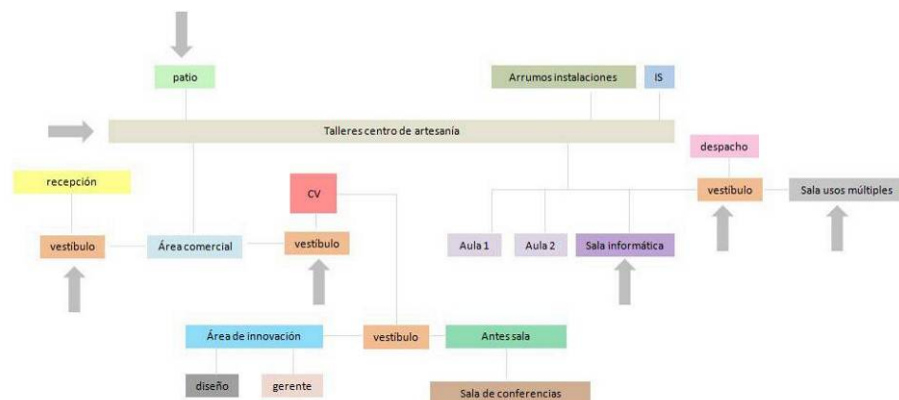 patio
Arrumos instalaciones
IS
Talleres centro de artesanía
despacho
recepción
CV
vestíbulo
Sala usos múltiples
vestíbulo
Área comercial
vestíbulo
Aula 1
Aula 2
Sala informática
Área de innovación
vestíbulo
Antes sala
diseño
gerente
Sala de conferencias